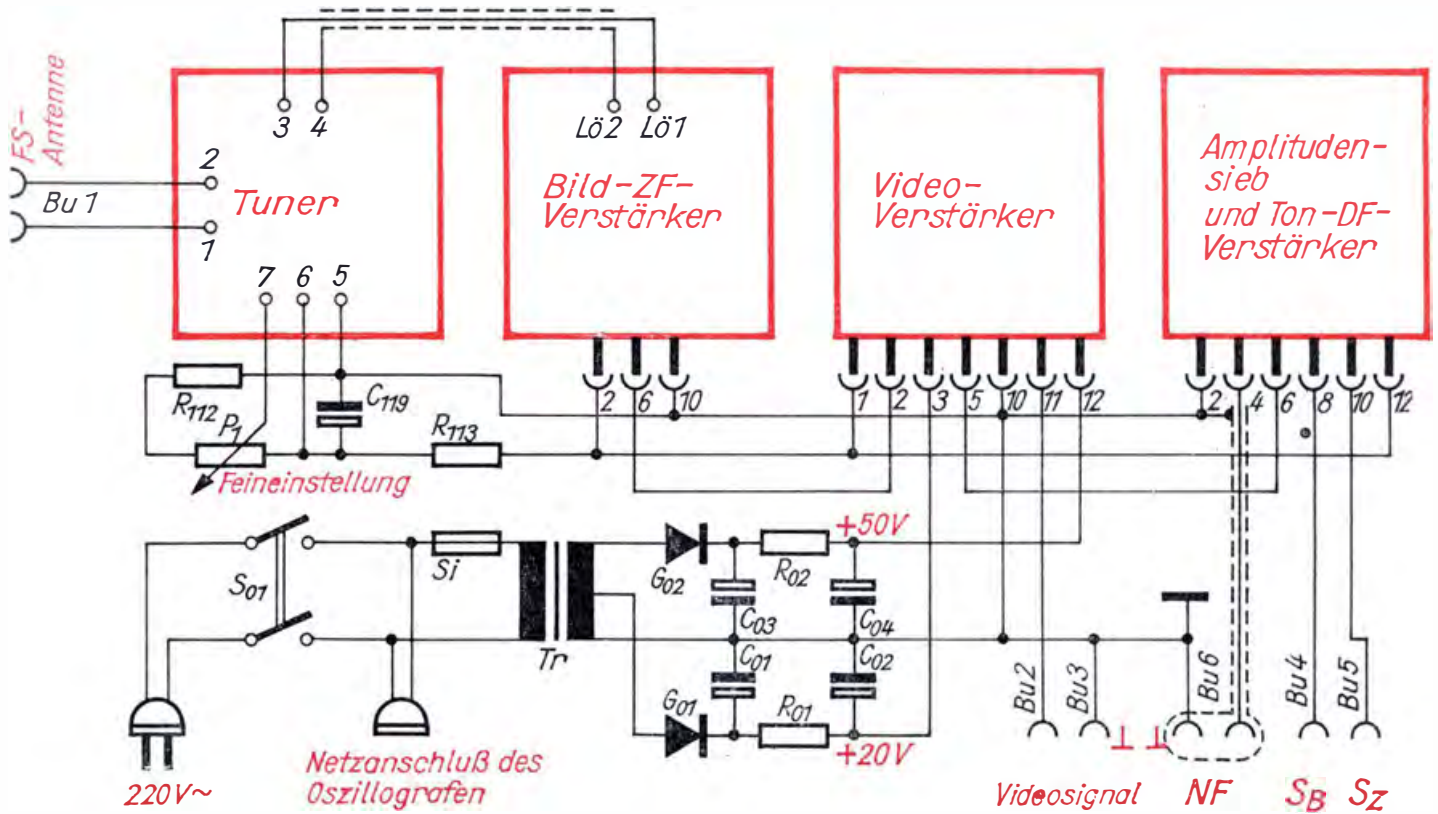 FS-
Antenne
Bu 1
2
1
3 4
Tuner
7 6 5
Lö2 Lö1
Bild-ZF-
Verstärker
Video-
Verstärker
Amplituden-
sieb
und Ton-DF-
Verstärker
2 6 10
1 2 3 5 10 11 12
2 4 6 8 10 12
R112
C119
P1
R113
Feineinstellung
S01
Si
Tr
G02
R02
+50V
C03
C04
C01
C02
G01
R01
+20V
220V~
Netzanschluß des
Oszillografen
Bu2
Bu3
Bu6
Bu4
Bu5
Videosignal
NF
SB
SZ